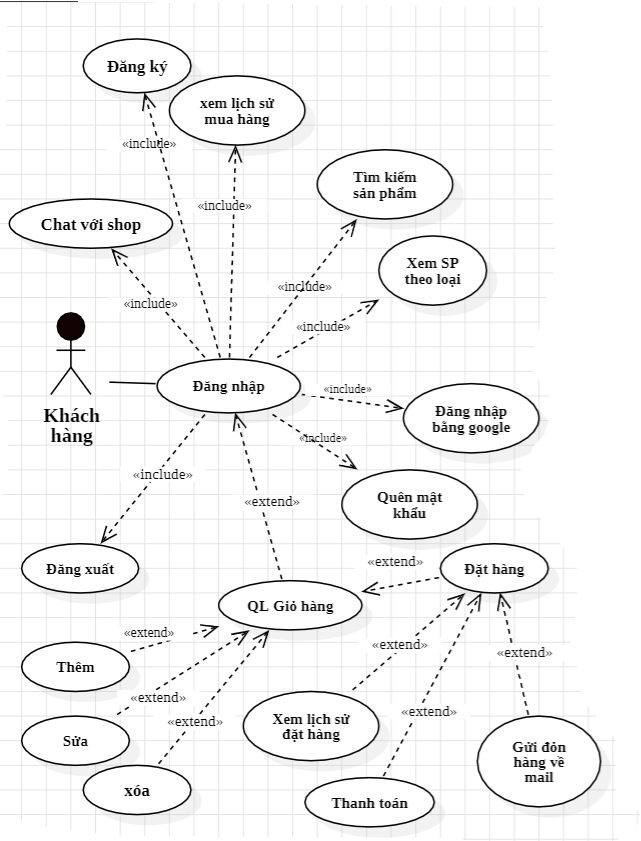 Đăng ký
xem lịch sử
mua hàng
«include»
Tìm kiếm
sản phẩm
«include»
Chat với shop
Xem SP
theo loại
«include»
«include»
«include»
Đăng nhập
«include»
Khách
hàng
Đăng nhập
bằng google
«include»
«include»
Quên mật
khẩu
«extend»
Đăng xuất
«extend»
Đặt hàng
QL Giỏ hàng
«extend»
Thêm
«extend»
«extend»
«extend»
«extend»
«extend»
Sửa
Xem lịch sử
đặt hàng
Gửi đón
hàng về
mail
xóa
Thanh toán